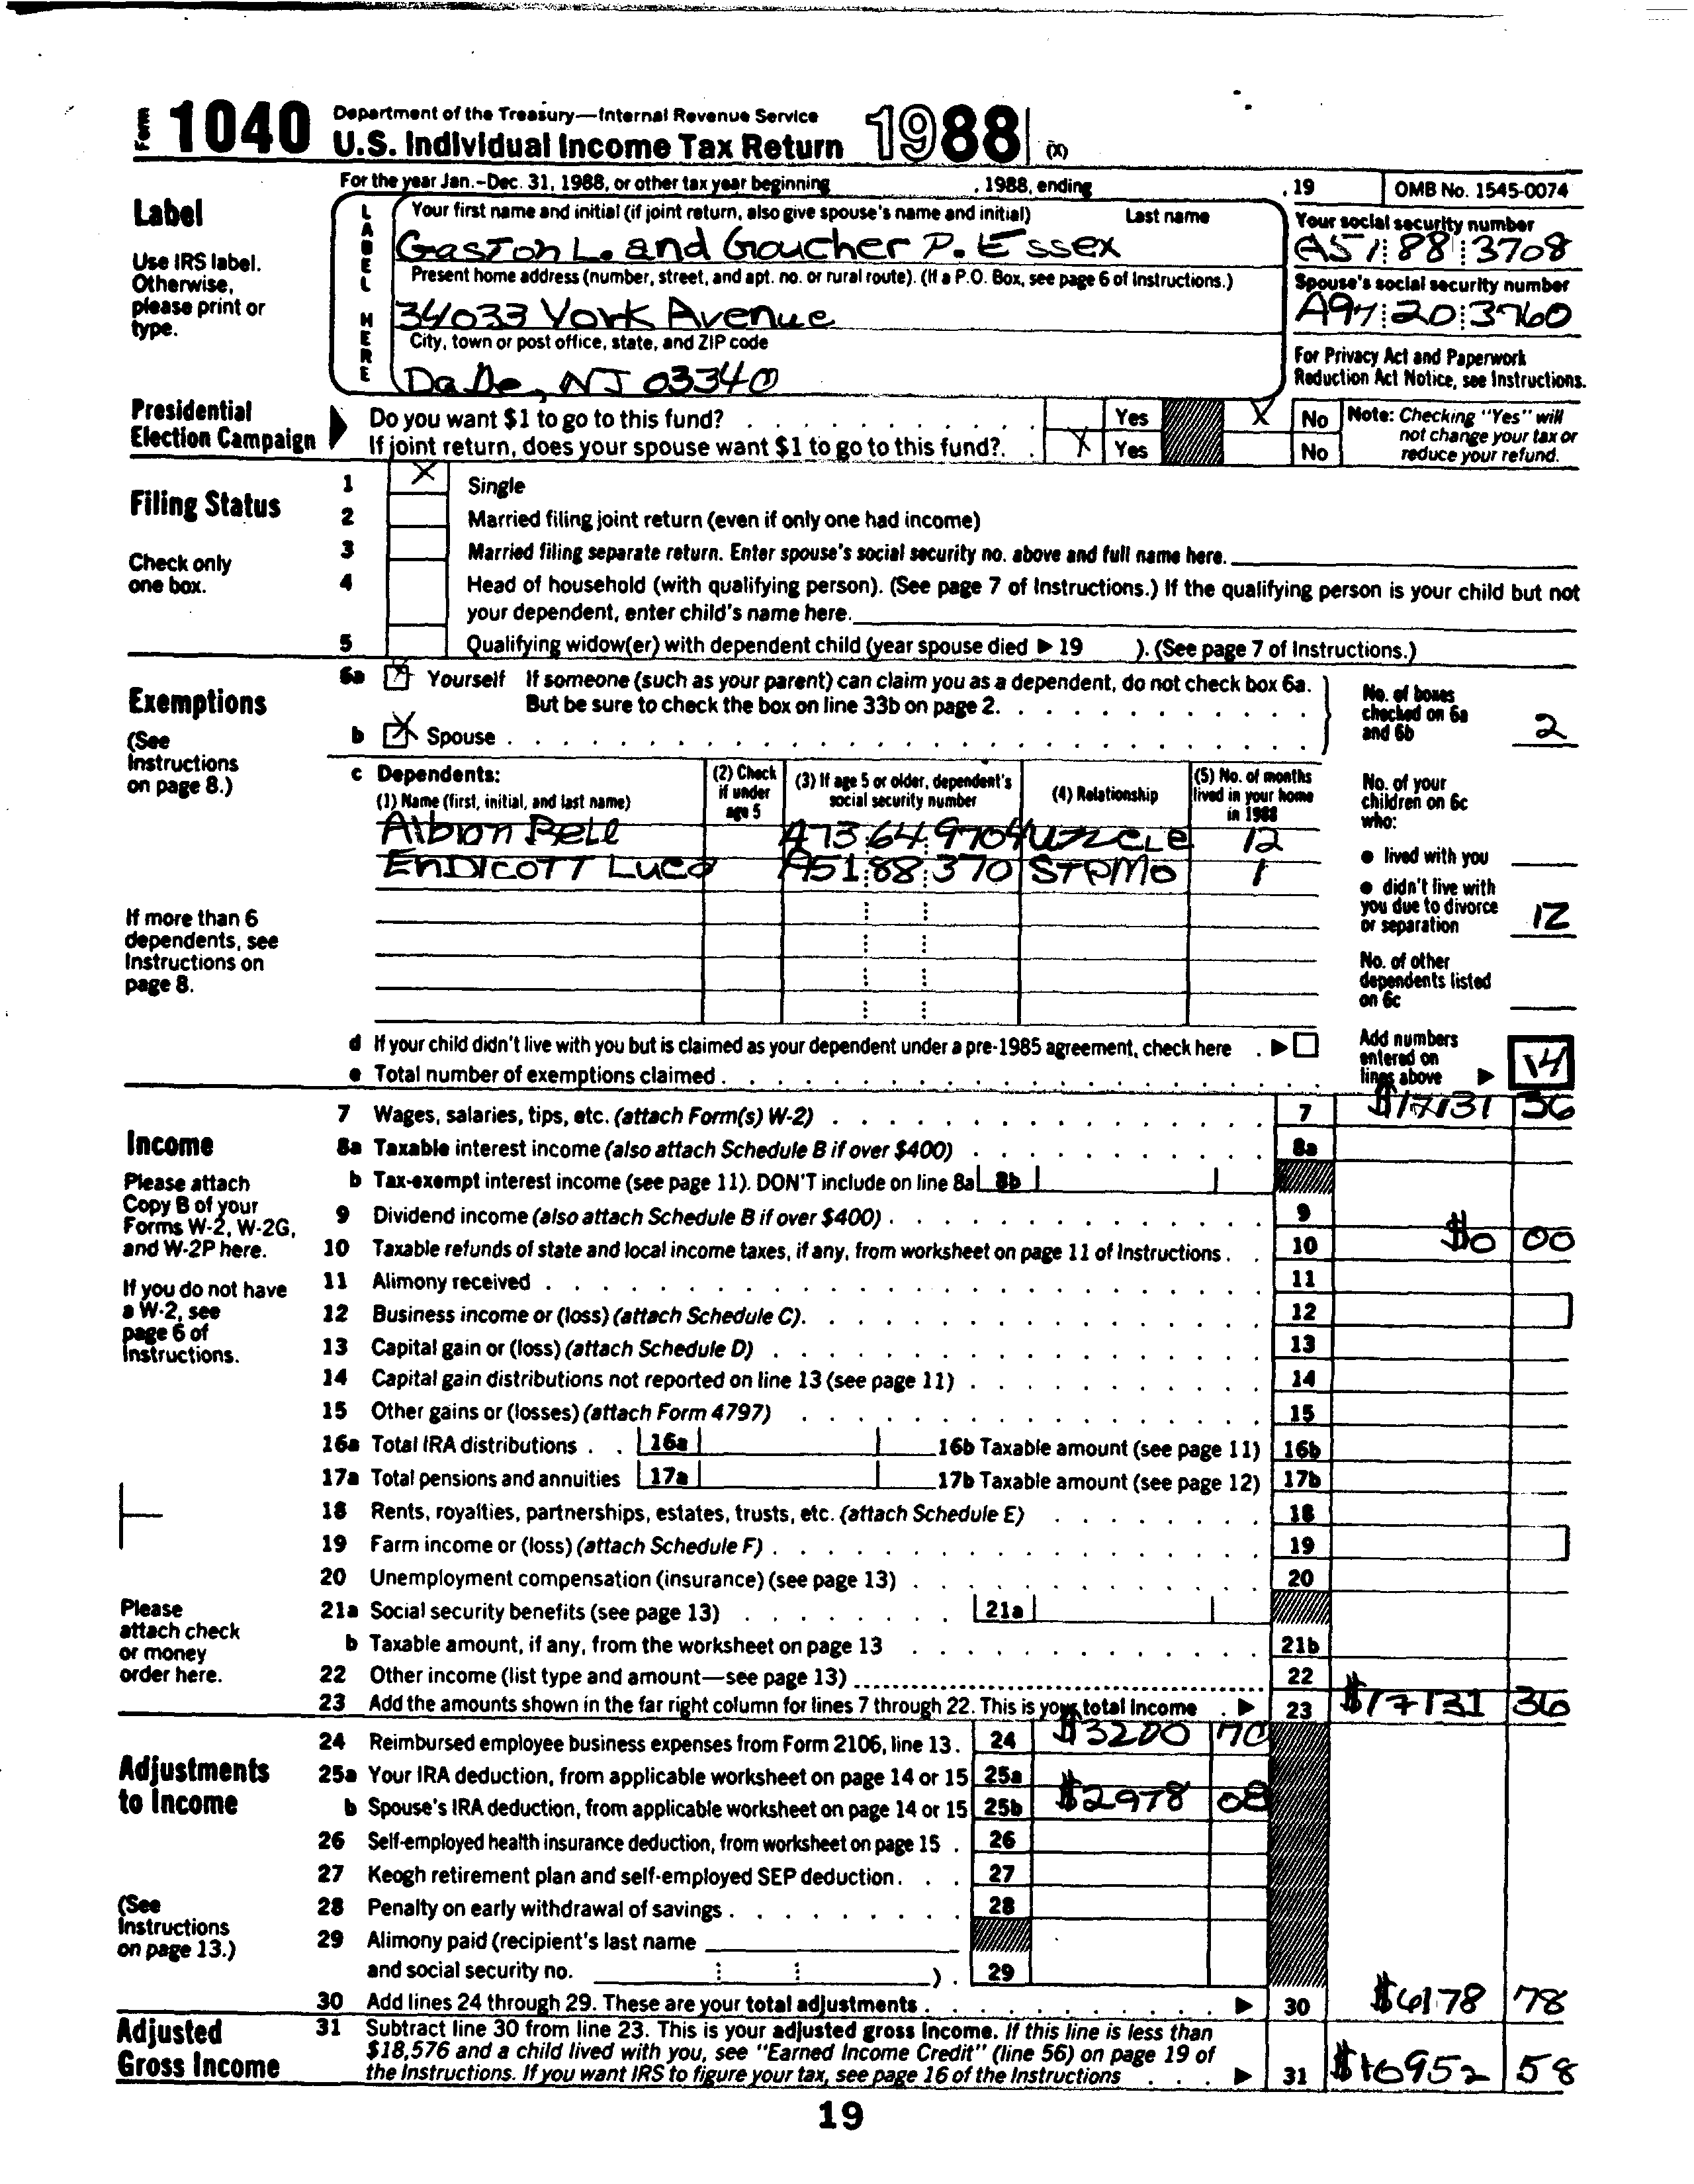 Form 1040 Department of the Treasury—Internal Revenue Service
U.S. Individual Income Tax Return 1988 (X)
For the year Jan.-Dec. 31, 1988, or other tax year beginning , 1988, ending , 19 OMB No. 1545-0074
Label
Use IRS label.
Otherwise,
please print or
type.
LABEL HERE
Your first name and initial (if joint return, also give spouse's name and initial) Last name
Gaston L. and Goucher P. Essex
Present home address (number, street, and apt. no. or rural route). (If a P.O. Box, see page 6 of Instructions.)
34033 York Avenue
City, town or post office, state, and ZIP code
NJ 03340
Your social security number
A51 88 3708
Spouse's social security number
A97 20 3760
For Privacy Act and Paperwork
Reduction Act Notice, see Instructions.
Presidential
Election Campaign
Do you want $1 to go to this fund? Yes X No
If joint return, does your spouse want $1 to go to this fund?. X Yes No
Note: Checking "Yes" will
not change your tax or
reduce your refund.
Filing Status
Check only
one box.
1 X Single
2 Married filing joint return (even if only one had income)
3 Married filing separate return. Enter spouse's social security no. above and full name here.
4 Head of household (with qualifying person). (See page 7 of Instructions.) If the qualifying person is your child but not
your dependent, enter child's name here.
5 Qualifying widow(er) with dependent child (year spouse died ▶ 19 ). (See page 7 of Instructions.)
Exemptions
(See
Instructions
on page 8.)
6a X Yourself If someone (such as your parent) can claim you as a dependent, do not check box 6a.
But be sure to check the box on line 33b on page 2.
b X Spouse
No. of boxes
checked on 6a
and 6b 2
c Dependents:
(1) Name (first, initial, and last name)
(2) Check
if under
age 5
(3) If age 5 or older, dependent's
social security number
(4) Relationship
(5) No. of months
lived in your home
in 1988
Albion Pell A73 64 9704 UZZCLE 12
ENDICOTT LUCO A51 88 370 STPMO 1
If more than 6
dependents, see
Instructions on
page 8.
No. of your
children on 6c
who:
● lived with you
● didn't live with
you due to divorce
or separation 12
No. of other
dependents listed
on 6c
d If your child didn't live with you but is claimed as your dependent under a pre-1985 agreement, check here ▶
e Total number of exemptions claimed
Add numbers
entered on
lines above ▶ 14
Income
Please attach
Copy B of your
Forms W-2, W-2G,
and W-2P here.
If you do not have
a W-2, see
page 6 of
Instructions.
Please
attach check
or money
order here.
7 Wages, salaries, tips, etc. (attach Form(s) W-2) 7 $17131 36
8a Taxable interest income (also attach Schedule B if over $400) 8a
b Tax-exempt interest income (see page 11). DON'T include on line 8a 8b
9 Dividend income (also attach Schedule B if over $400) 9
10 Taxable refunds of state and local income taxes, if any, from worksheet on page 11 of Instructions 10 $0 00
11 Alimony received 11
12 Business income or (loss) (attach Schedule C). 12
13 Capital gain or (loss) (attach Schedule D) 13
14 Capital gain distributions not reported on line 13 (see page 11) 14
15 Other gains or (losses) (attach Form 4797) 15
16a Total IRA distributions 16a 16b Taxable amount (see page 11) 16b
17a Total pensions and annuities 17a 17b Taxable amount (see page 12) 17b
18 Rents, royalties, partnerships, estates, trusts, etc. (attach Schedule E) 18
19 Farm income or (loss) (attach Schedule F) 19
20 Unemployment compensation (insurance) (see page 13) 20
21a Social security benefits (see page 13) 21a
b Taxable amount, if any, from the worksheet on page 13 21b
22 Other income (list type and amount—see page 13) 22
23 Add the amounts shown in the far right column for lines 7 through 22. This is your total income ▶ 23 $17131 36
Adjustments
to Income
(See
Instructions
on page 13.)
24 Reimbursed employee business expenses from Form 2106, line 13. 24 $3200 70
25a Your IRA deduction, from applicable worksheet on page 14 or 15 25a
b Spouse's IRA deduction, from applicable worksheet on page 14 or 15 25b $2978 08
26 Self-employed health insurance deduction, from worksheet on page 15 26
27 Keogh retirement plan and self-employed SEP deduction 27
28 Penalty on early withdrawal of savings 28
29 Alimony paid (recipient's last name
and social security no. ) 29
30 Add lines 24 through 29. These are your total adjustments ▶ 30 $6178 78
Adjusted
Gross Income
31 Subtract line 30 from line 23. This is your adjusted gross income. If this line is less than
$18,576 and a child lived with you, see "Earned Income Credit" (line 56) on page 19 of
the Instructions. If you want IRS to figure your tax, see page 16 of the Instructions ▶ 31 $10952 58
19